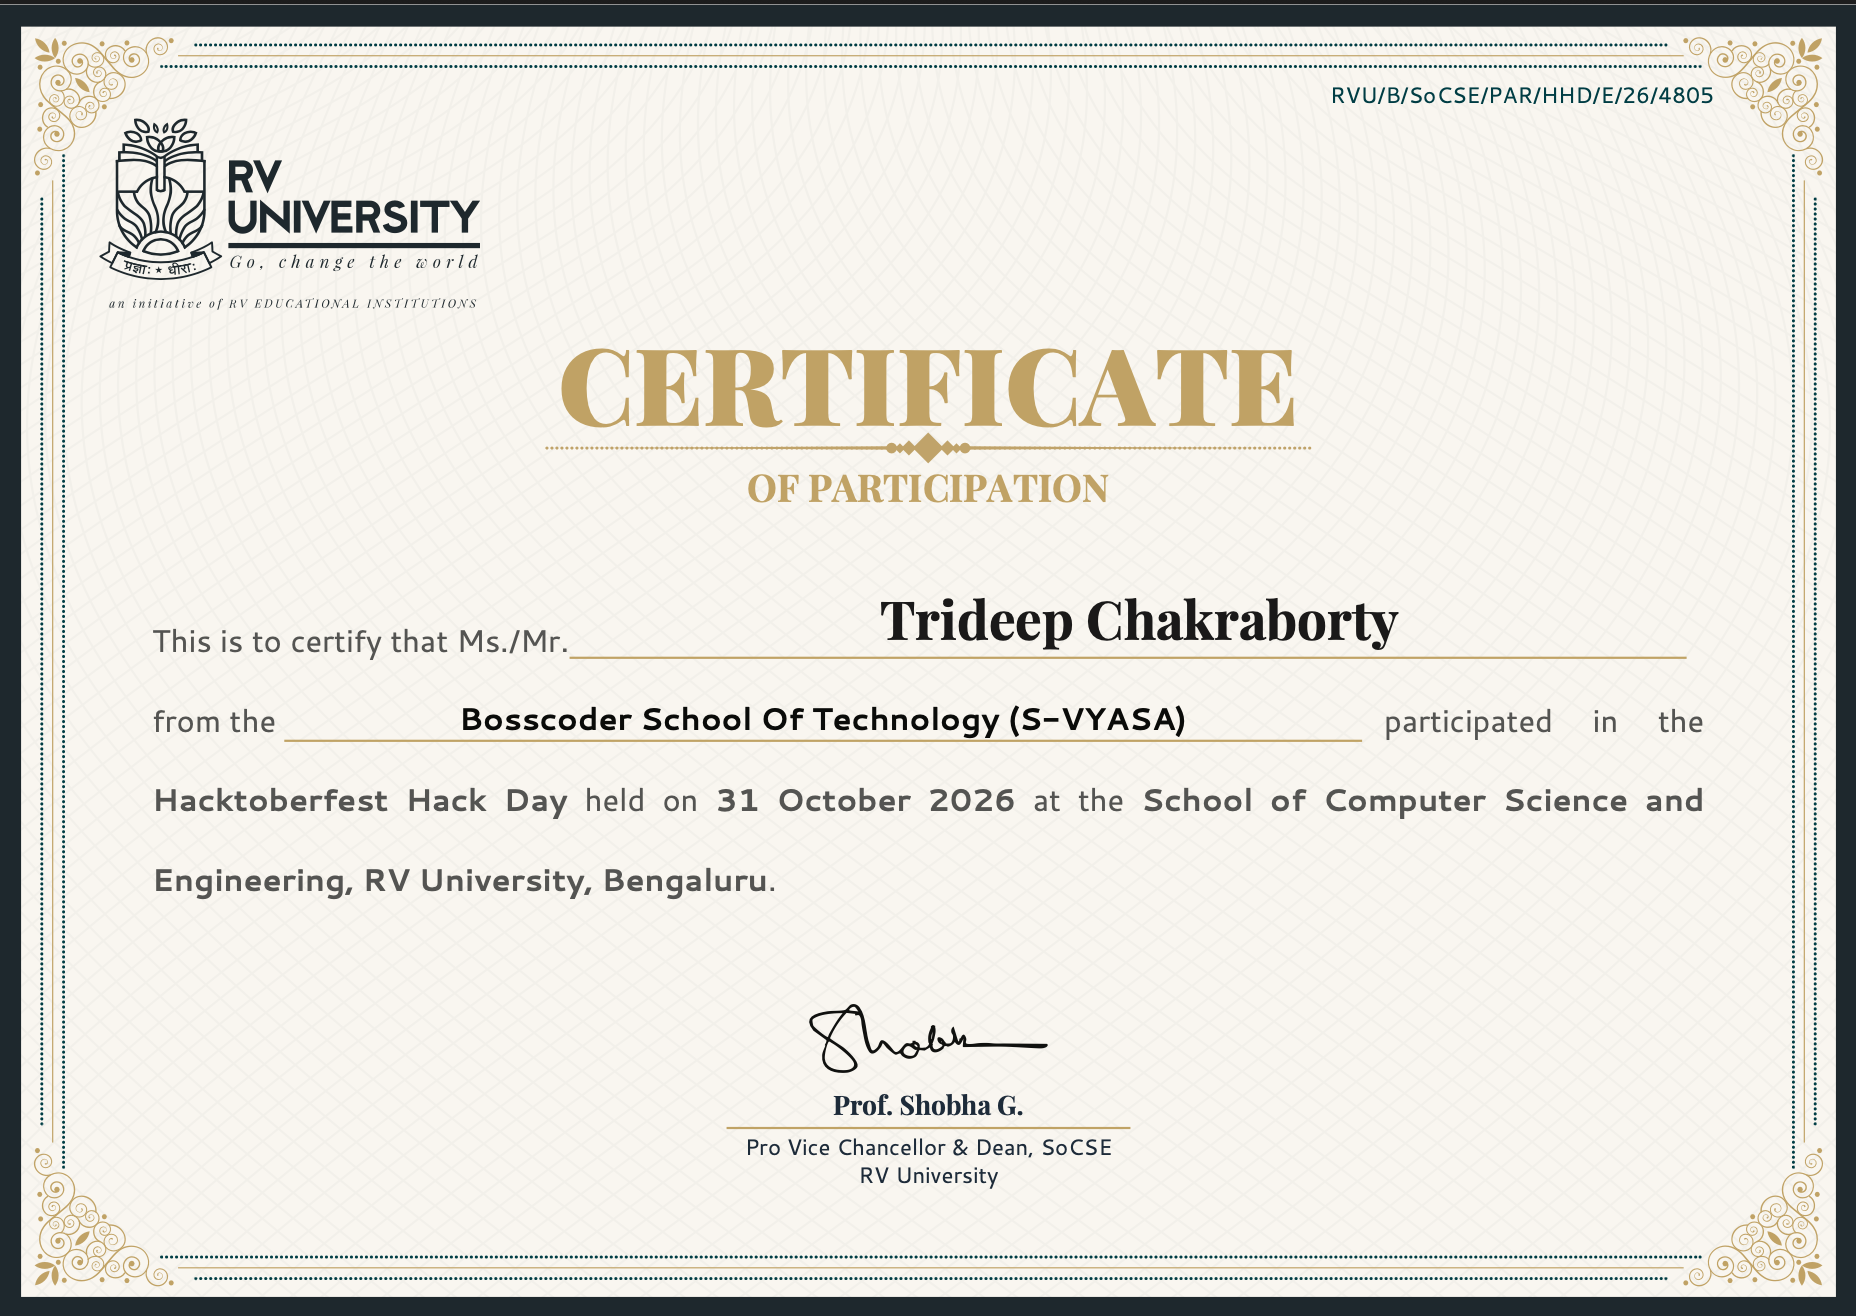 RVU/B/SoCSE/PAR/HHD/E/26/4805
RV
UNIVERSITY
Go, change the world
प्रज्ञाः ★ धीराः
an initiative of RV EDUCATIONAL INSTITUTIONS
CERTIFICATE
OF PARTICIPATION
This is to certify that Ms./Mr. Trideep Chakraborty
from the Bosscoder School Of Technology (S-VYASA) participated in the
Hacktoberfest Hack Day held on 31 October 2026 at the School of Computer Science and
Engineering, RV University, Bengaluru.
Shobh
Prof. Shobha G.
Pro Vice Chancellor & Dean, SoCSE
RV University